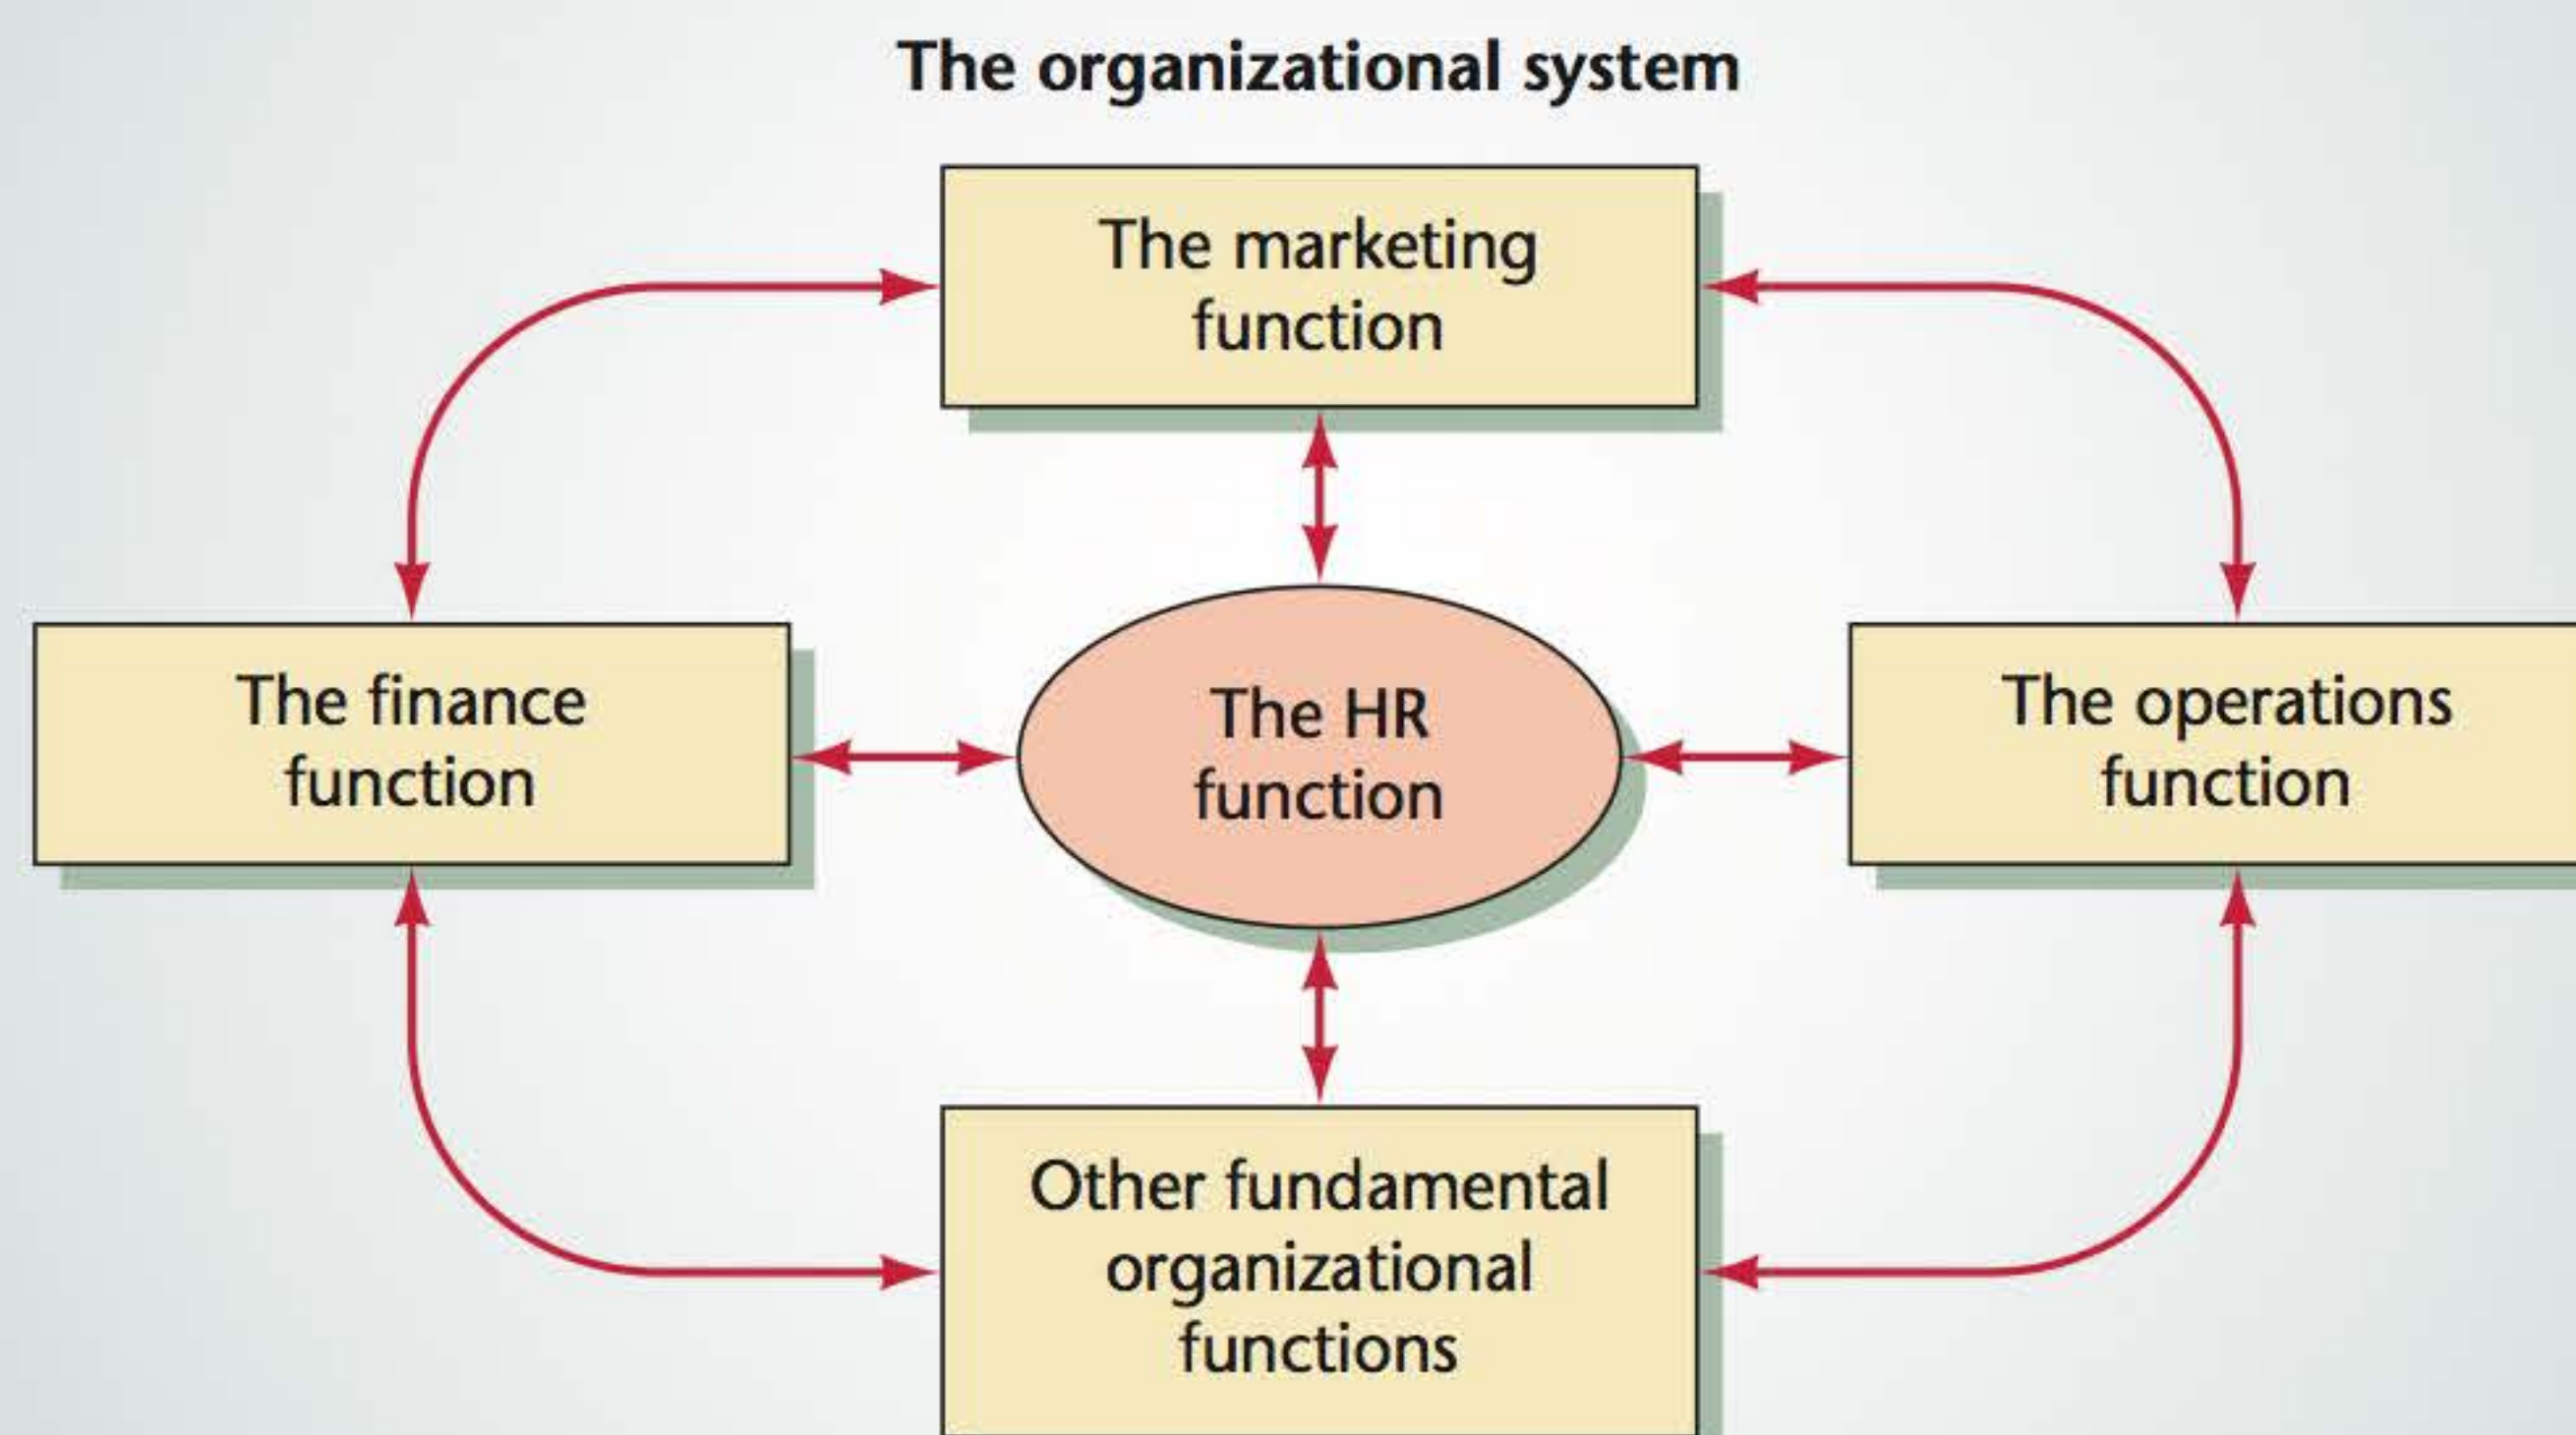 The organizational system
The marketing
function
The finance
function
The HR
function
The operations
function
Other fundamental
organizational
functions